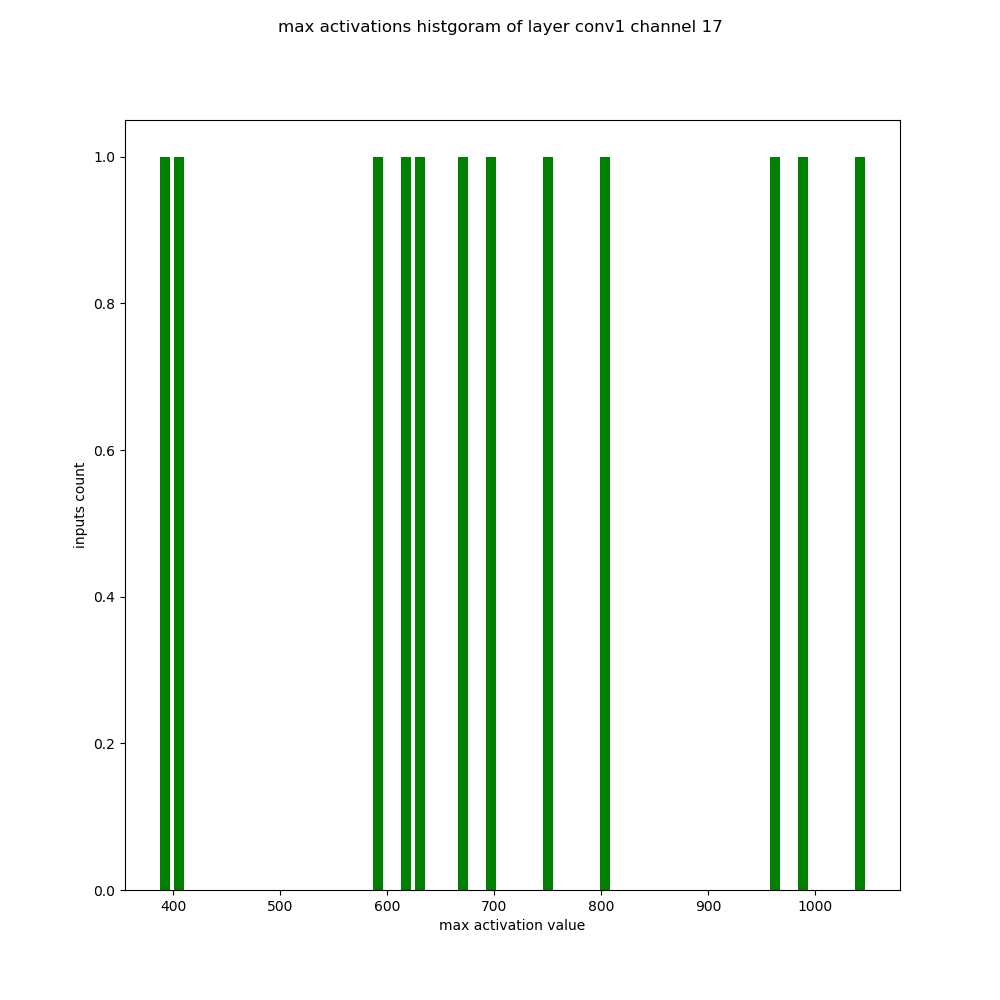 max activations histgoram of layer conv1 channel 17
1.0
0.8
0.6
0.4
0.2
0.0
inputs count
400 500 600 700 800 900 1000
max activation value